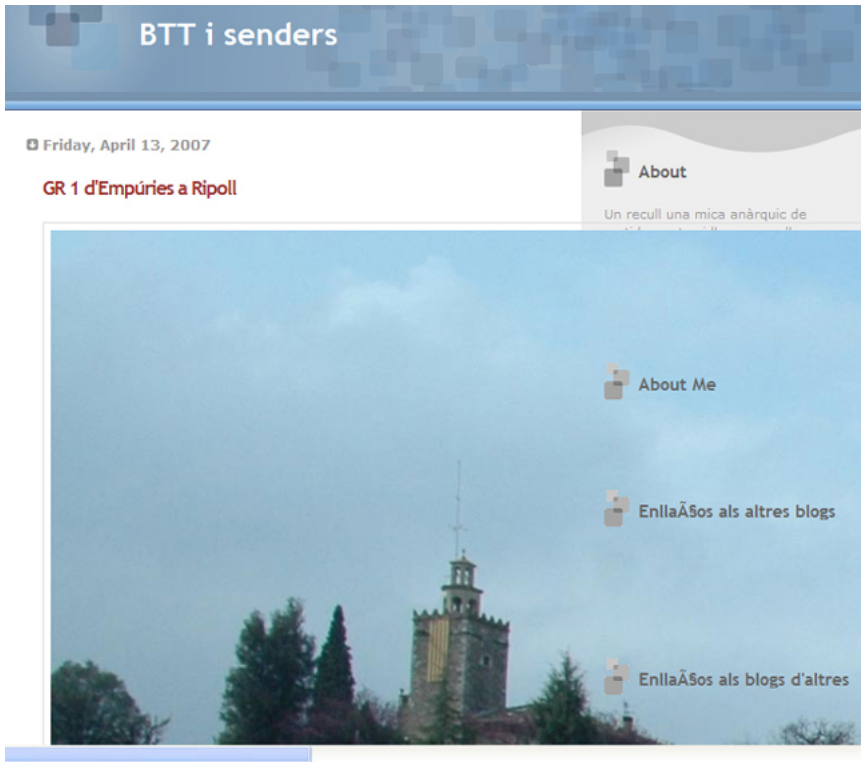 BTT i senders
Friday, April 13, 2007
GR 1 d'Empúries a Ripoll
About
Un recull una mica anàrquic de
About Me
EnllaÃ§os als altres blogs
EnllaÃ§os als blogs d'altres